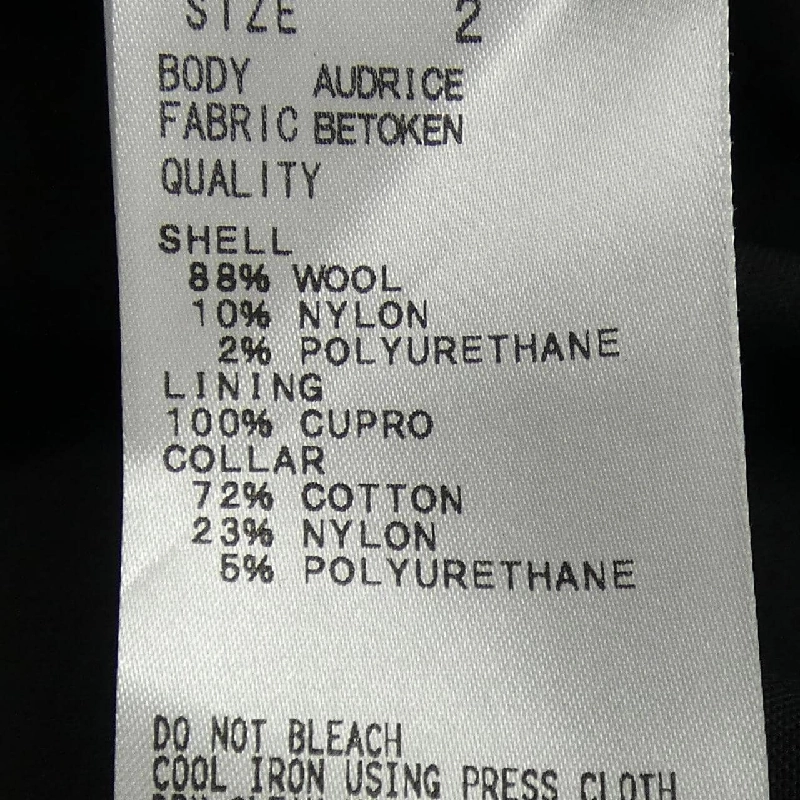 SIZE 2
BODY AUDRICE
FABRIC BETOKEN
QUALITY
SHELL
88% WOOL
10% NYLON
2% POLYURETHANE
LINING
100% CUPRO
COLLAR
72% COTTON
23% NYLON
5% POLYURETHANE
DO NOT BLEACH
COOL IRON USING PRESS CLOTH